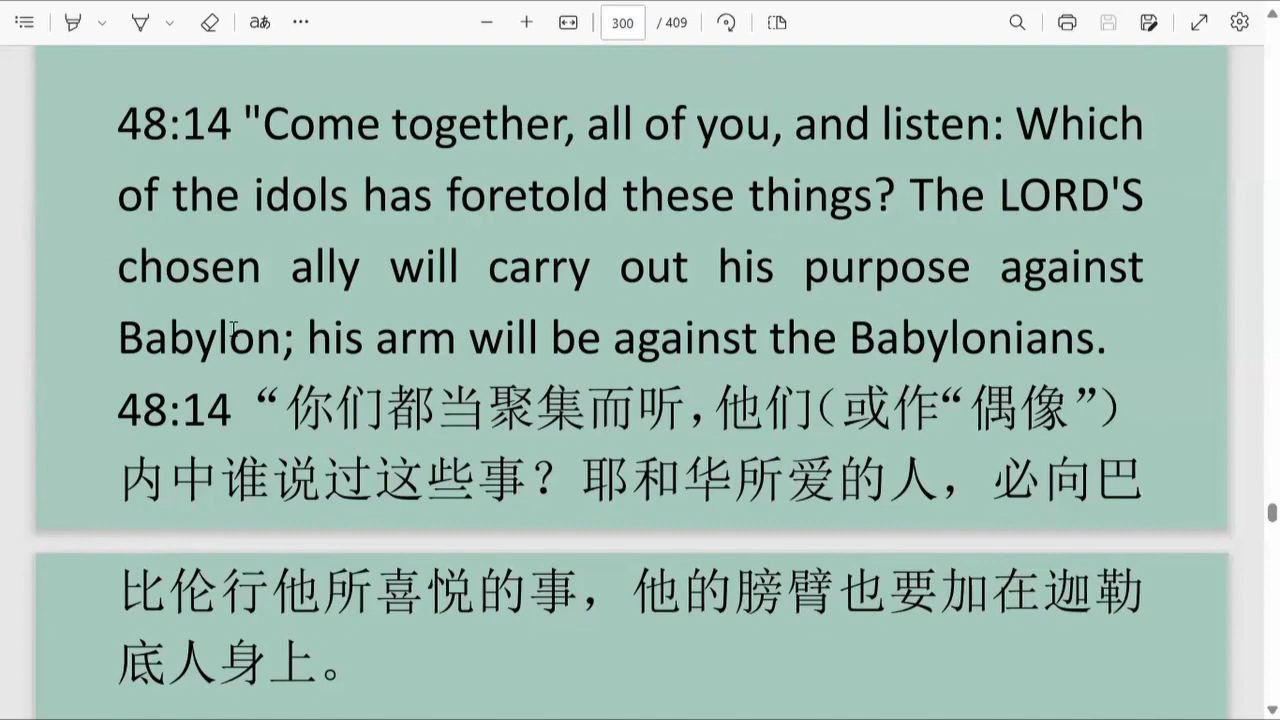 aあ
300 / 409
48:14 "Come together, all of you, and listen: Which
of the idols has foretold these things? The LORD'S
chosen ally will carry out his purpose against
Babylon; his arm will be against the Babylonians.
48:14 “你们都当聚集而听，他们（或作“偶像”）
内中谁说过这些事？耶和华所爱的人，必向巴
比伦行他所喜悦的事，他的膀臂也要加在迦勒
底人身上。